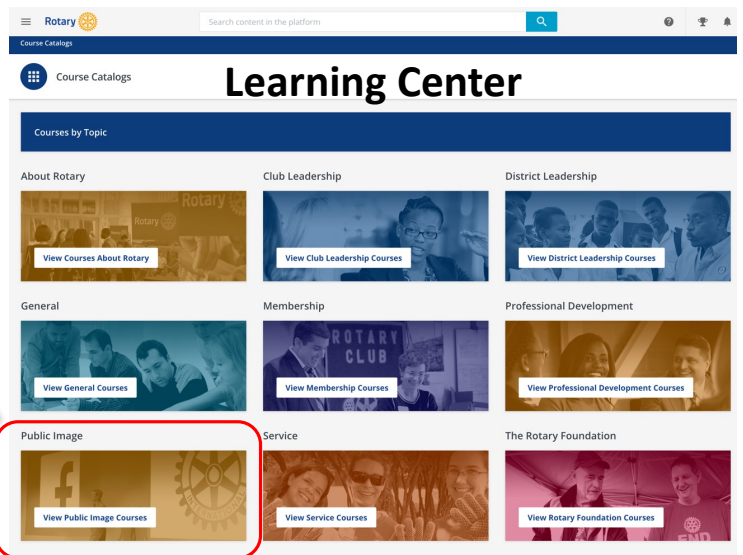 Rotary
Search content in the platform
Course Catalogs
Course Catalogs
Learning Center
Courses by Topic
About Rotary
Club Leadership
District Leadership
Rotary
Rotary
View Courses About Rotary
View Club Leadership Courses
View District Leadership Courses
General
Membership
Professional Development
ROTARY
CLUB
View General Courses
View Membership Courses
View Professional Development Courses
Public Image
Service
The Rotary Foundation
f
View Public Image Courses
View Service Courses
View Rotary Foundation Courses
END